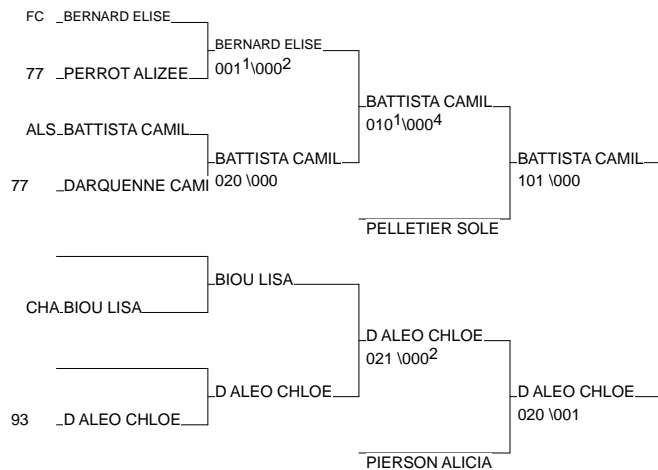 FC BERNARD ELISE
BERNARD ELISE
001¹\000²
77 PERROT ALIZEE
BATTISTA CAMIL
010¹\000⁴
ALS BATTISTA CAMIL
BATTISTA CAMIL
020 \000
77 DARQUENNE CAMI
BATTISTA CAMIL
101 \000
PELLETIER SOLE
BIOU LISA
CHA BIOU LISA
D ALEO CHLOE
021 \000²
D ALEO CHLOE
93 D ALEO CHLOE
D ALEO CHLOE
020 \001
PIERSON ALICIA